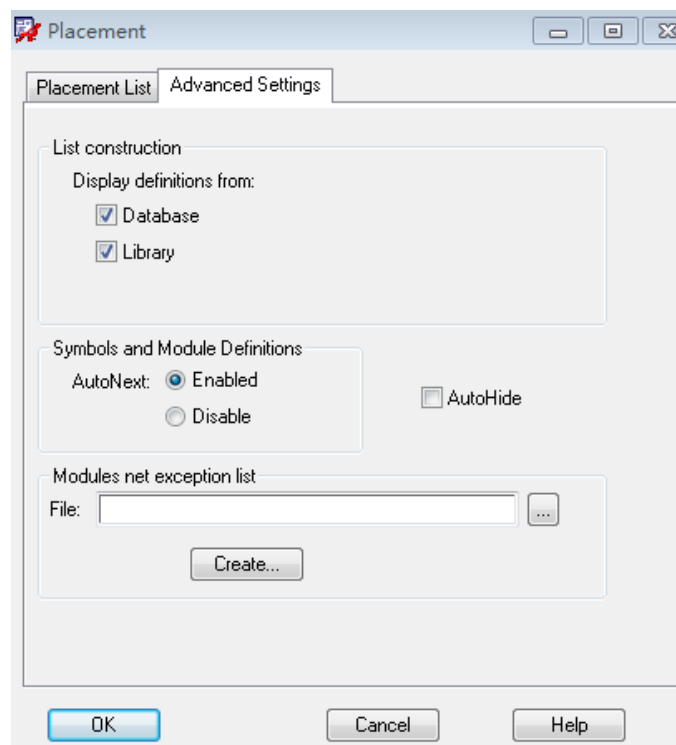 Placement
Placement List Advanced Settings
List construction
Display definitions from:
Database
Library
Symbols and Module Definitions
AutoNext: Enabled
Disable
AutoHide
Modules net exception list
File:
...
Create...
OK Cancel Help